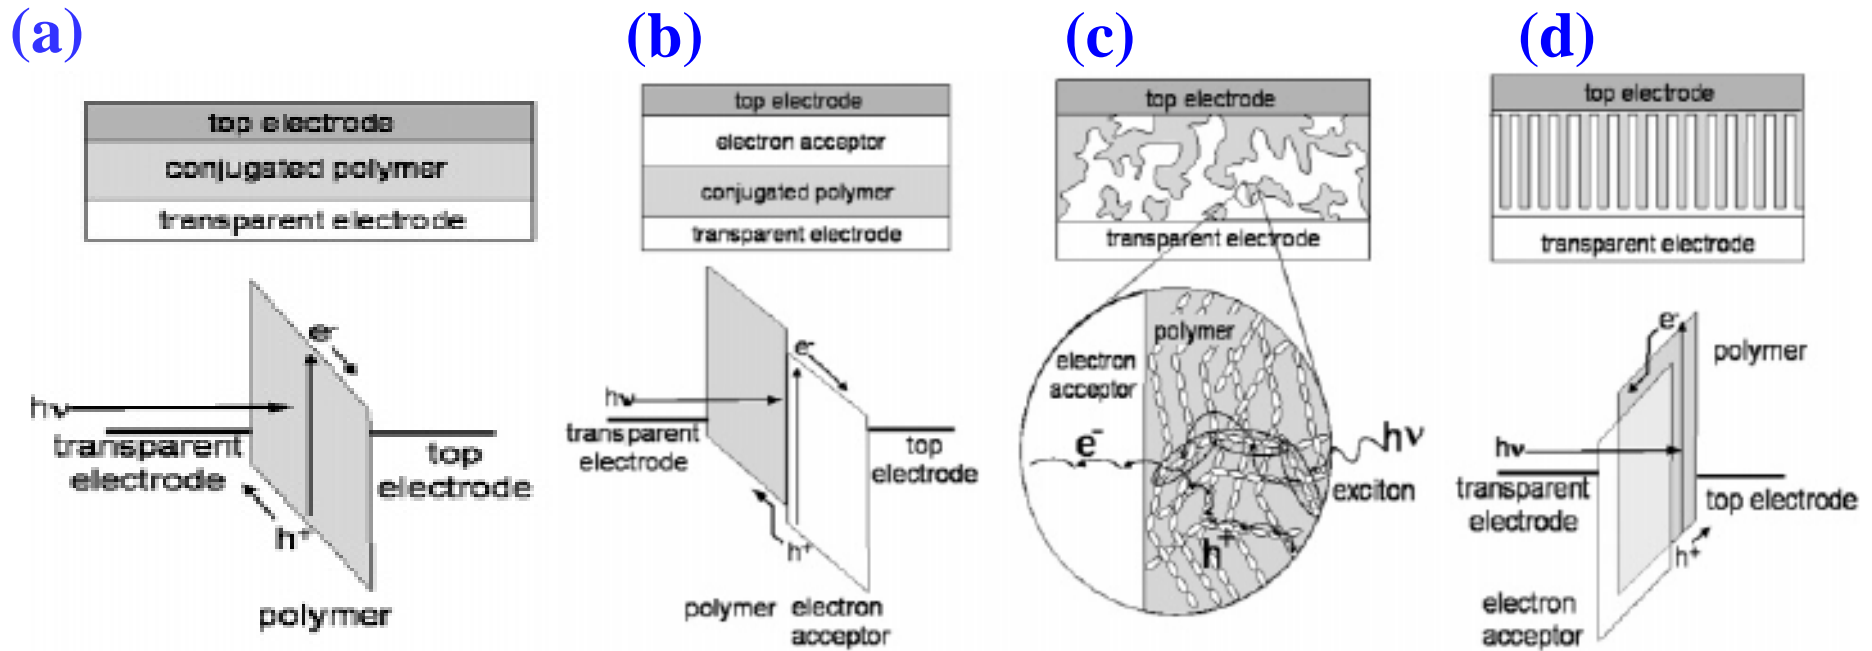 (a)
top electrode
conjugated polymer
transparent electrode
e-
hν
transparent
electrode
top
electrode
h+
polymer
(b)
top electrode
electron acceptor
conjugated polymer
transparent electrode
e-
hν
transparent
electrode
top
electrode
h+
polymer
electron
acceptor
(c)
top electrode
transparent electrode
polymer
electron
acceptor
e-
hν
exciton
h+
(d)
top electrode
transparent electrode
e-
polymer
hν
transparent
electrode
top electrode
h+
electron
acceptor